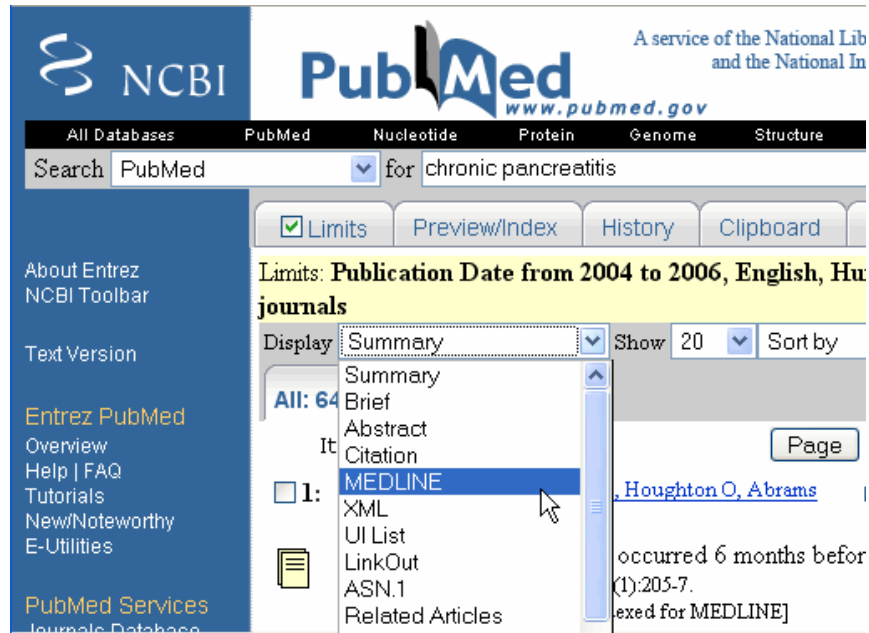 A service of the National Lib
and the National In
NCBI
PubMed
www.pubmed.gov
All Databases PubMed Nucleotide Protein Genome Structure
Search PubMed for chronic pancreatitis
Limits Preview/Index History Clipboard
About Entrez
NCBI Toolbar
Text Version
Entrez PubMed
Overview
Help | FAQ
Tutorials
New/Noteworthy
E-Utilities
PubMed Services
Journals Database
Limits: Publication Date from 2004 to 2006, English, Hu
journals
Display Summary Show 20 Sort by
All: 64
It
Page
1:
Summary
Brief
Abstract
Citation
MEDLINE
XML
UI List
LinkOut
ASN.1
Related Articles
, Houghton O, Abrams
occurred 6 months befor
(1):205-7.
exed for MEDLINE]